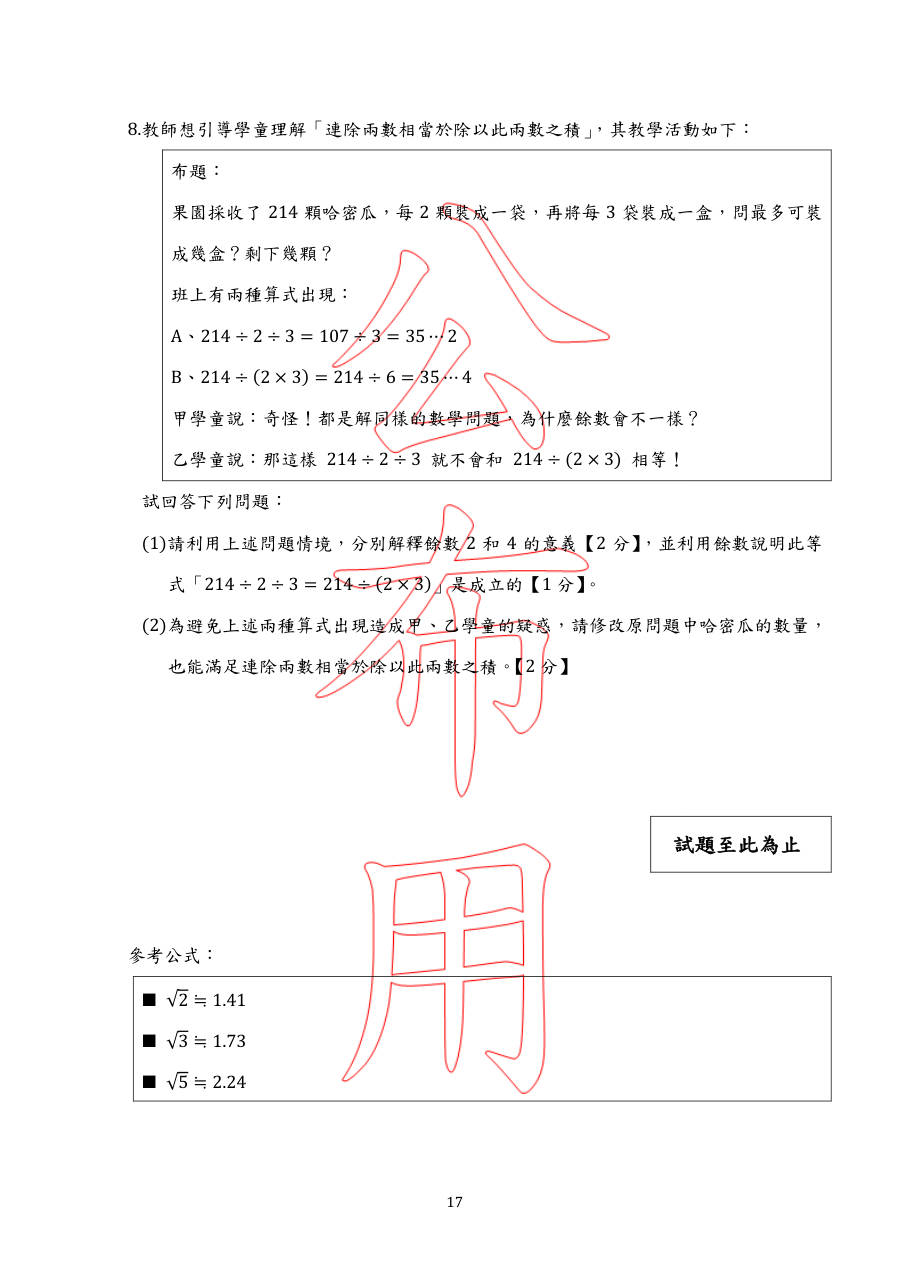 8.教師想引導學童理解「連除兩數相當於除以此兩數之積」,其教學活動如下:
布題:
果園採收了 214 顆哈密瓜,每 2 顆裝成一袋,再將每 3 袋裝成一盒,問最多可裝
成幾盒?剩下幾顆?
班上有兩種算式出現:
A、214 ÷ 2 ÷ 3 = 107 ÷ 3 = 35 ⋯ 2
B、214 ÷ (2 × 3) = 214 ÷ 6 = 35 ⋯ 4
甲學童說:奇怪!都是解同樣的數學問題,為什麼餘數會不一樣?
乙學童說:那這樣 214 ÷ 2 ÷ 3 就不會和 214 ÷ (2 × 3) 相等!
試回答下列問題:
(1)請利用上述問題情境,分別解釋餘數 2 和 4 的意義【2 分】,並利用餘數說明此等
式「214 ÷ 2 ÷ 3 = 214 ÷ (2 × 3)」是成立的【1 分】。
(2)為避免上述兩種算式出現造成甲、乙學童的疑惑,請修改原問題中哈密瓜的數量,
也能滿足連除兩數相當於除以此兩數之積。【2 分】
試題至此為止
參考公式:
■ √2 ≒ 1.41
■ √3 ≒ 1.73
■ √5 ≒ 2.24
17
公
布
用